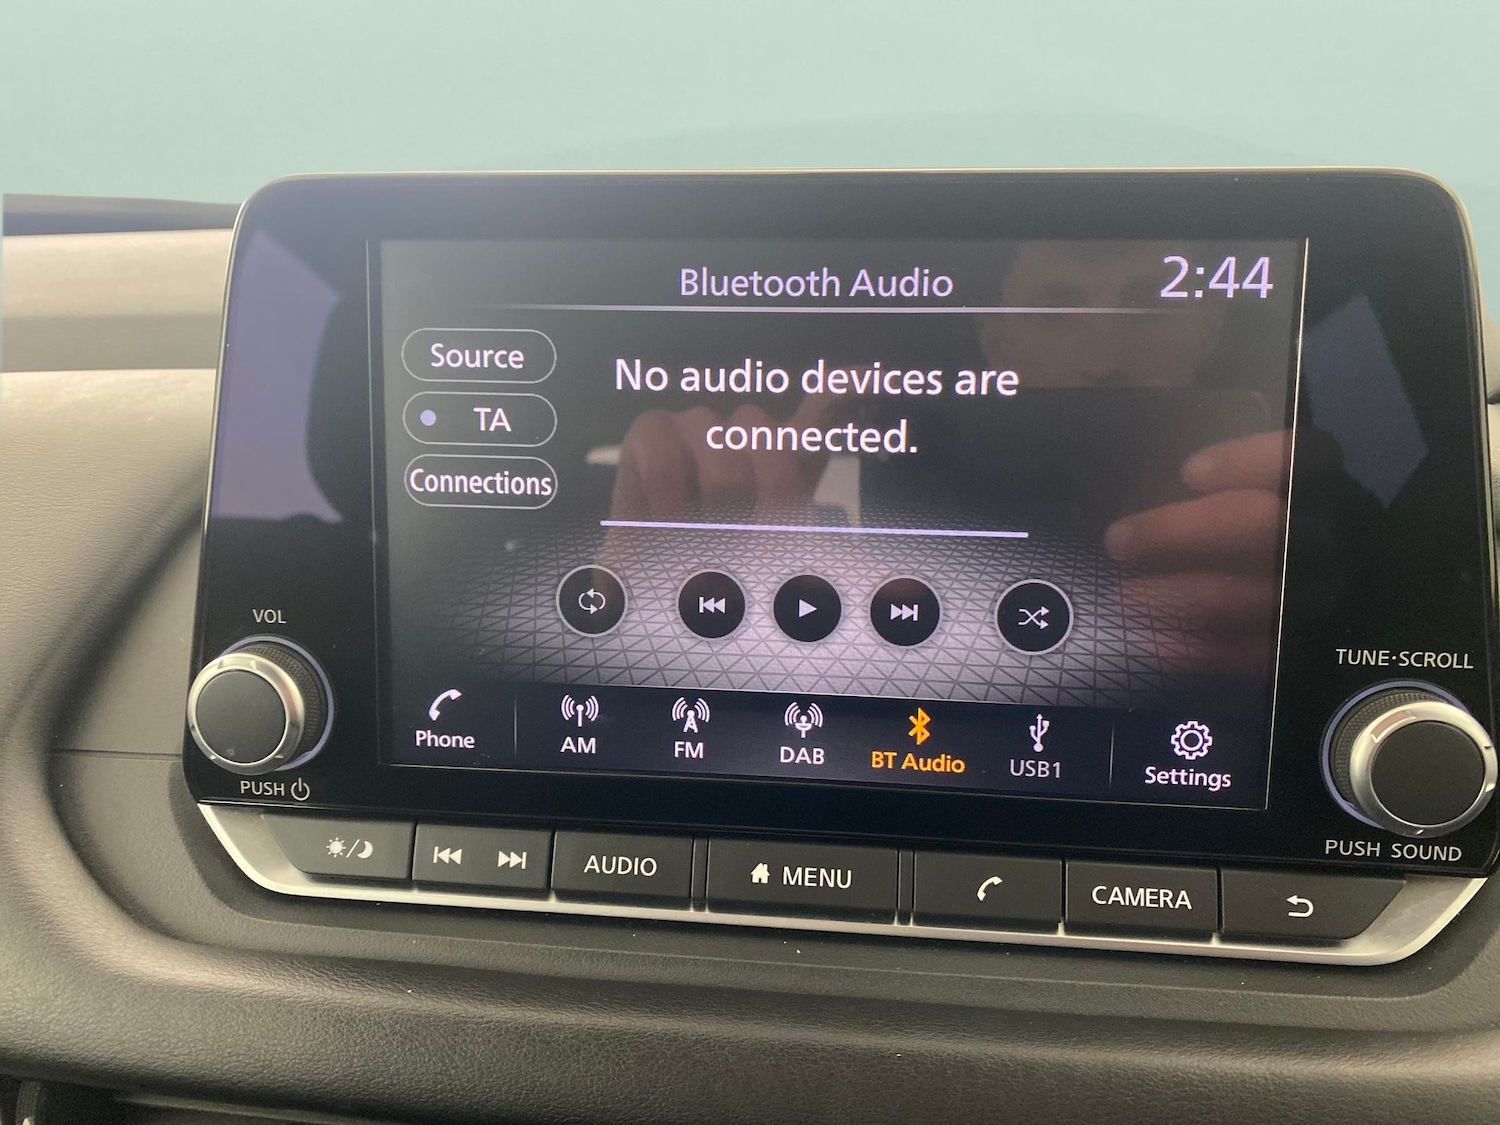 Bluetooth Audio
2:44
Source
TA
Connections
No audio devices are
connected.
VOL
PUSH
TUNE·SCROLL
PUSH SOUND
Phone
AM
FM
DAB
BT Audio
USB1
Settings
AUDIO
MENU
CAMERA